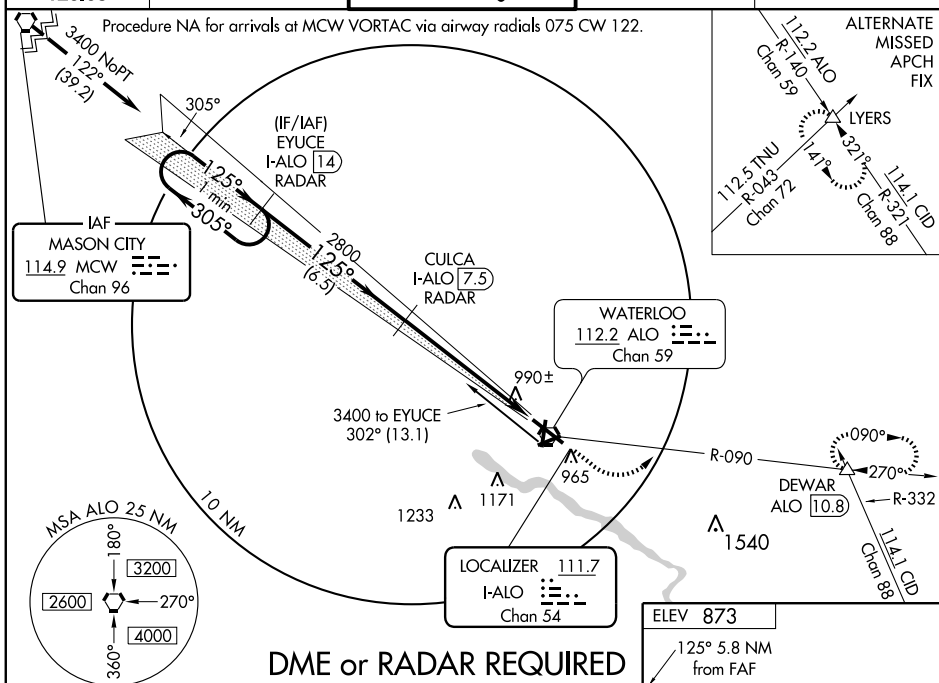 Procedure NA for arrivals at MCW VORTAC via airway radials 075 CW 122.
3400 NoPT
122°
(39.2)
305°
(IF/IAF)
EYUCE
I-ALO 14
RADAR
125°
1 min
305°
IAF
MASON CITY
114.9 MCW
Chan 96
2800
125°
(6.5)
CULCA
I-ALO 7.5
RADAR
ALTERNATE
MISSED
APCH
FIX
112.2 ALO
R-140
Chan 59
LYERS
141°
321°
112.5 TNU
R-043
Chan 72
114.1 CID
R-321
Chan 88
WATERLOO
112.2 ALO
Chan 59
990±
3400 to EYUCE
302° (13.1)
965
1171
1233
10 NM
R-090
090°
270°
DEWAR
ALO 10.8
R-332
114.1 CID
Chan 88
1540
LOCALIZER 111.7
I-ALO
Chan 54
MSA ALO 25 NM
180°
3200
2600
270°
4000
360°
DME or RADAR REQUIRED
ELEV 873
125° 5.8 NM
from FAF